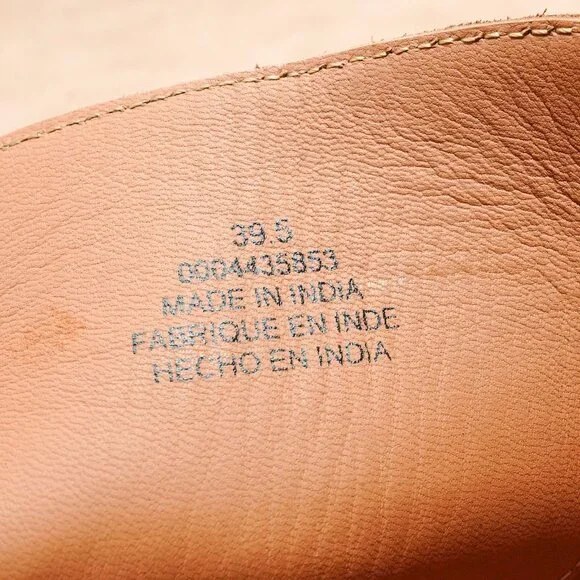 39.5
0004435853
MADE IN INDIA
FABRIQUE EN INDE
HECHO EN INDIA